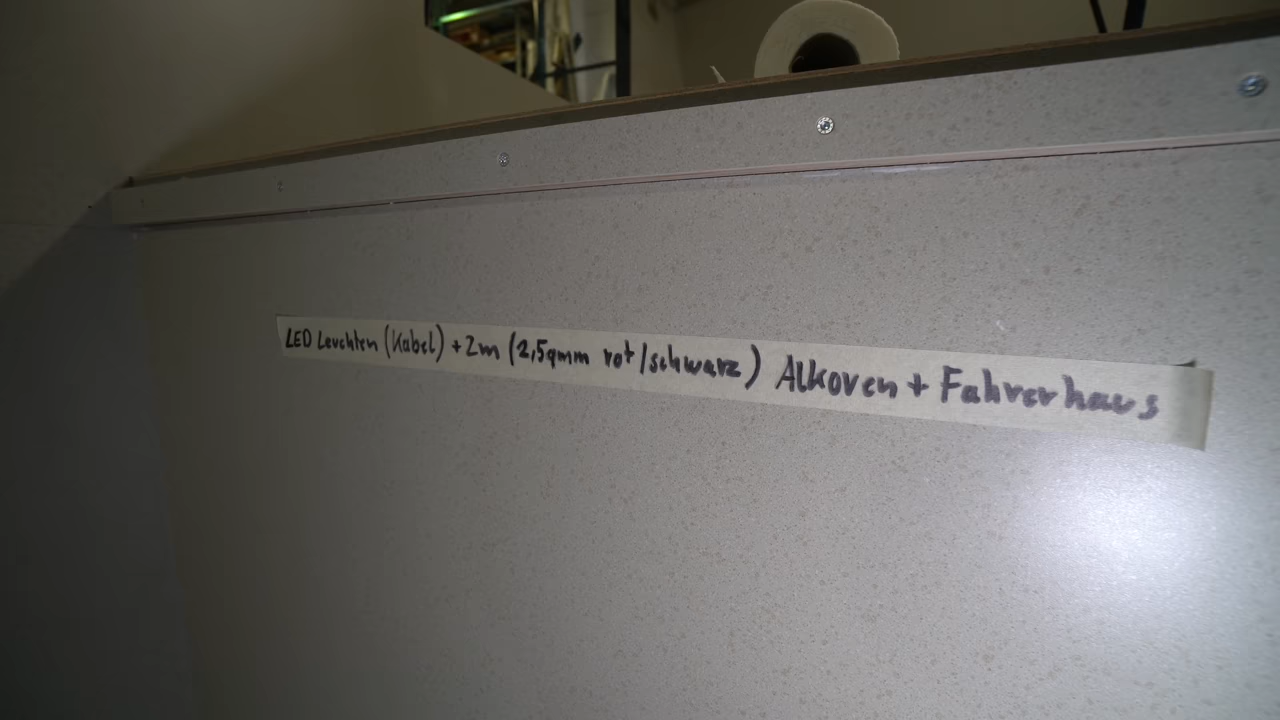 LED Leuchten (Kabel) + 2m (2,5qmm rot/schwarz) Alkoven + Fahrerhaus